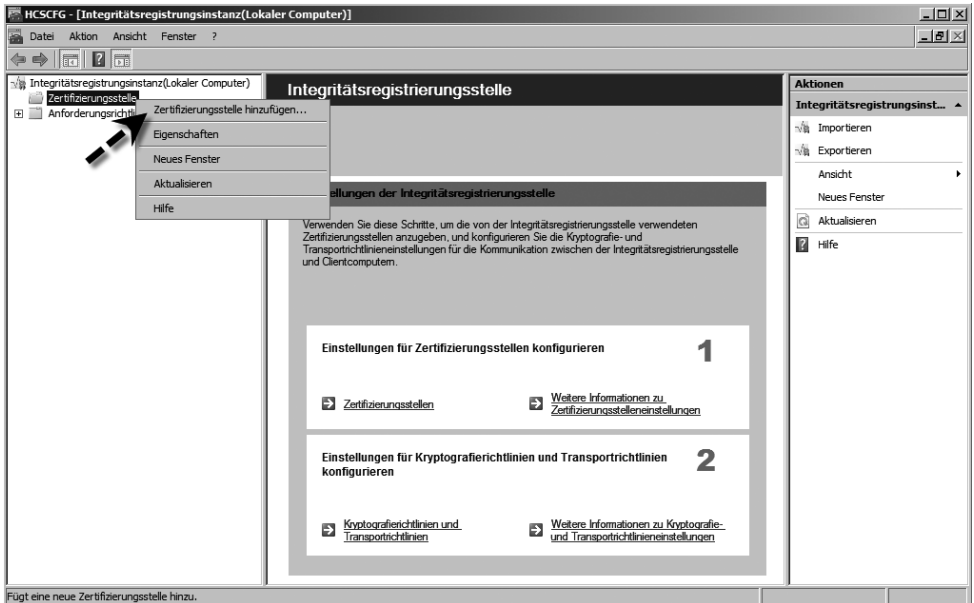 HCSCFG - [Integritätsregistrungsinstanz(Lokaler Computer)]
Datei Aktion Ansicht Fenster ?
Integritätsregistrungsinstanz(Lokaler Computer)
Zertifizierungsstelle
Anforderungsrichtli
Zertifizierungsstelle hinzufügen...
Eigenschaften
Neues Fenster
Aktualisieren
Hilfe
Integritätsregistrierungsstelle
ellungen der Integritätsregistrierungsstelle
Verwenden Sie diese Schritte, um die von der Integritätsregistrierungsstelle verwendeten
Zertifizierungsstellen anzugeben, und konfigurieren Sie die Kryptografie- und
Transportrichtlinieneinstellungen für die Kommunikation zwischen der Integritätsregistrierungsstelle
und Clientcomputern.
Einstellungen für Zertifizierungsstellen konfigurieren
1
Zertifizierungsstellen
Weitere Informationen zu
Zertifizierungsstelleneinstellungen
Einstellungen für Kryptografierichtlinien und Transportrichtlinien
konfigurieren
2
Kryptografierichtlinien und
Transportrichtlinien
Weitere Informationen zu Kryptografie-
und Transportrichtlinieneinstellungen
Aktionen
Integritätsregistrungsinst...
Importieren
Exportieren
Ansicht
Neues Fenster
Aktualisieren
Hilfe
Fügt eine neue Zertifizierungsstelle hinzu.